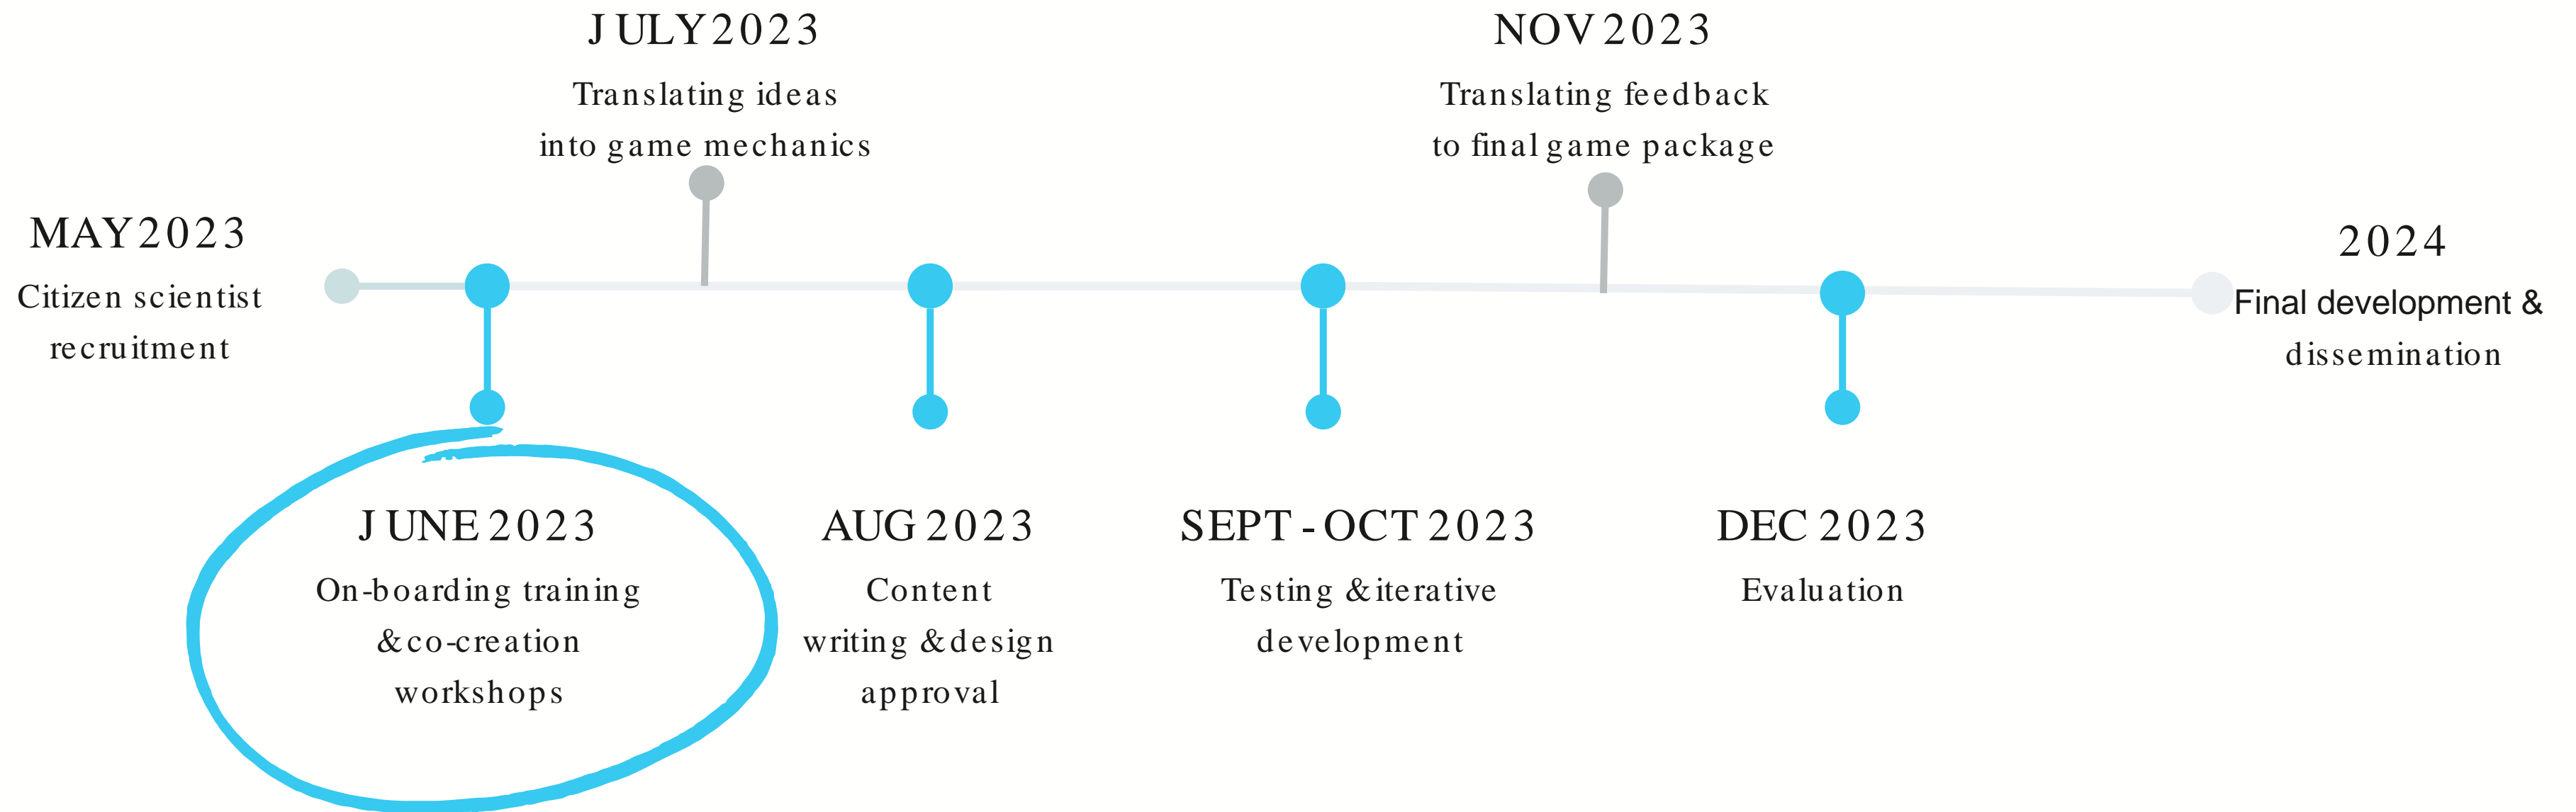 JULY 2023
Translating ideas
into game mechanics
NOV 2023
Translating feedback
to final game package
MAY 2023
Citizen scientist
recruitment
2024
Final development &
dissemination
JUNE 2023
On-boarding training
& co-creation
workshops
AUG 2023
Content
writing & design
approval
SEPT - OCT 2023
Testing & iterative
development
DEC 2023
Evaluation